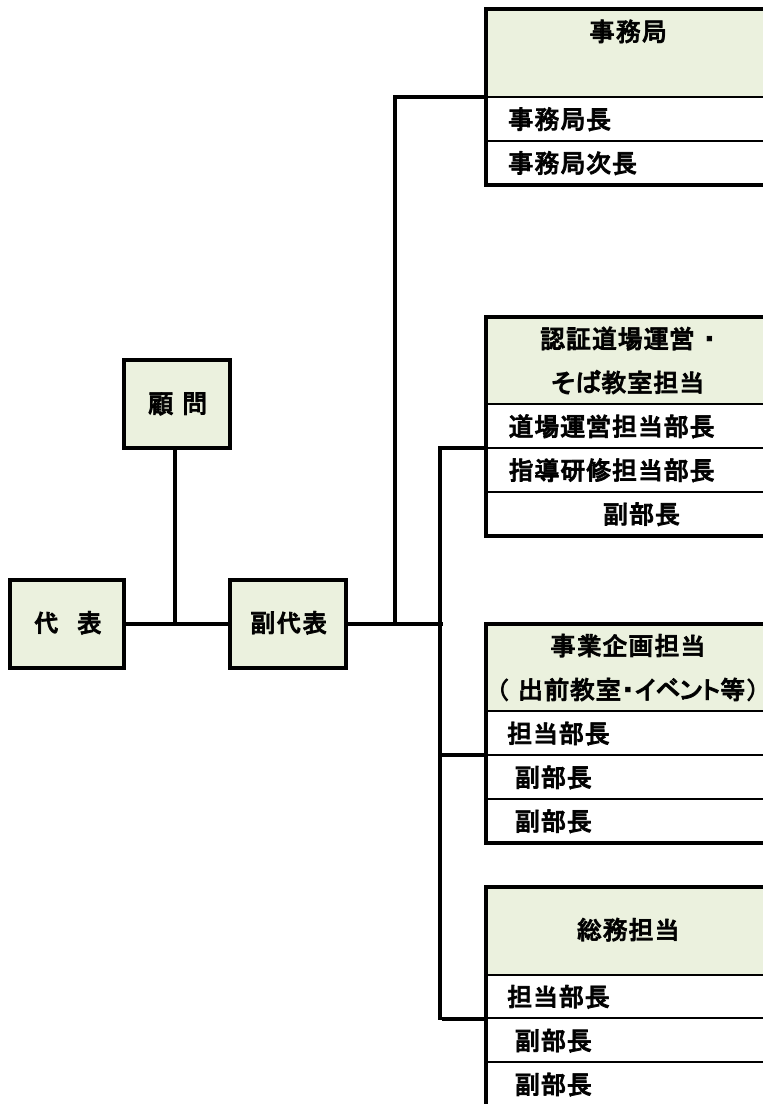 事務局
事務局長
事務局次長
認証道場運営・
そば教室担当
道場運営担当部長
指導研修担当部長
副部長
顧 問
代 表
副代表
事業企画担当
（ 出前教室・イベント等）
担当部長
副部長
副部長
総務担当
担当部長
副部長
副部長